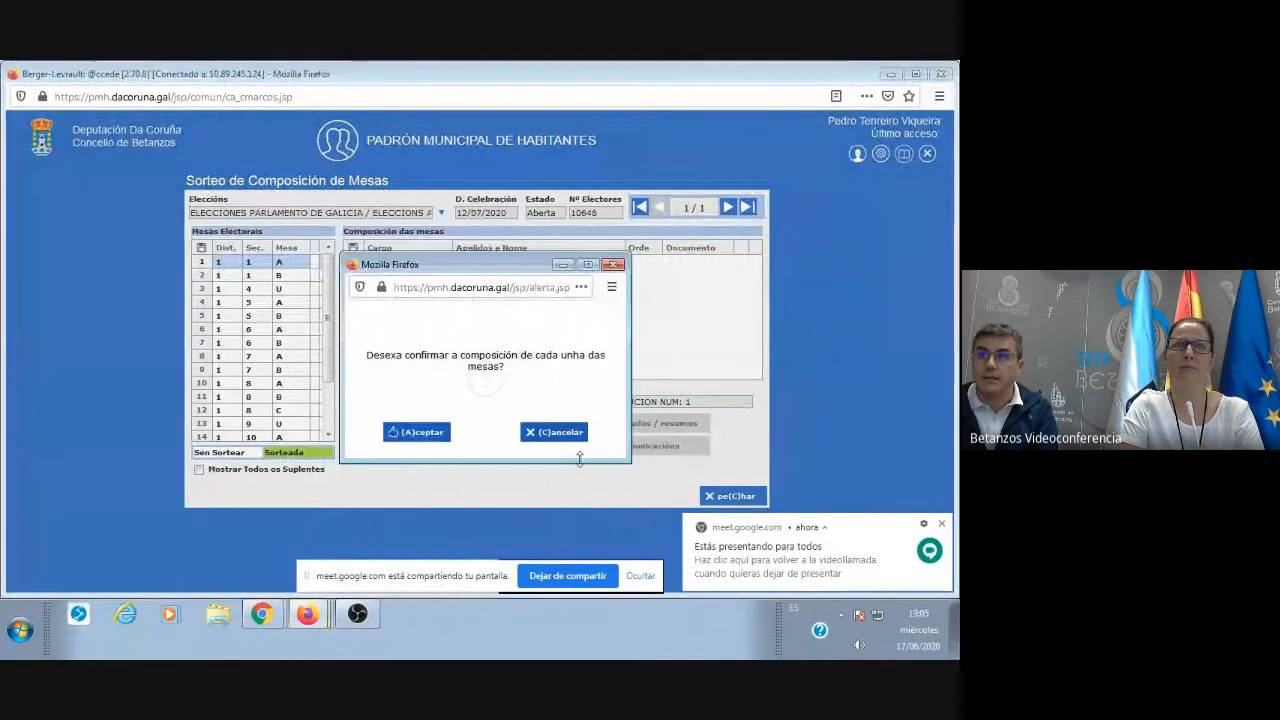 Berger-Levrault: @ccede [2.70.8] [Conectado a: 10.89.245.124] - Mozilla Firefox
https://pmh.dacoruna.gal/jsp/comun/ca_cmarcos.jsp
Deputación Da Coruña
Concello de Betanzos
PADRÓN MUNICIPAL DE HABITANTES
Pedro Tenreiro Viqueira
Último acceso:
Sorteo de Composición de Mesas
Eleccións D. Celebración Estado Nº Electores
ELECCIONES PARLAMENTO DE GALICIA / ELECCIONS A 12/07/2020 Aberta 10648 1 / 1
Mesas Electorais Composición das mesas
Dist. Sec. Mesa Cargo Apelidos e Nome Orde Documento
1 1 1 A
2 1 1 B
3 1 4 U
4 1 5 A
5 1 5 B
6 1 6 A
7 1 6 B
8 1 7 A
9 1 7 B
10 1 8 A
11 1 8 B
12 1 8 C
13 1 9 U
14 1 10 A
Sen Sortear Sorteada
Mostrar Todos os Suplentes
Mozilla Firefox
https://pmh.dacoruna.gal/jsp/alerta.jsp
Desexa confirmar a composición de cada unha das
mesas?
(A)ceptar (C)ancelar
UCION NUM: 1
ados / resumos
municacións
pe(C)har
meet.google.com • ahora
Estás presentando para todos
Haz clic aquí para volver a la videollamada
cuando quieras dejar de presentar
meet.google.com está compartiendo tu pantalla. Dejar de compartir Ocultar
ES
19:05
miércoles
17/06/2020
1219
BETANZOS
Betanzos Videoconferencia